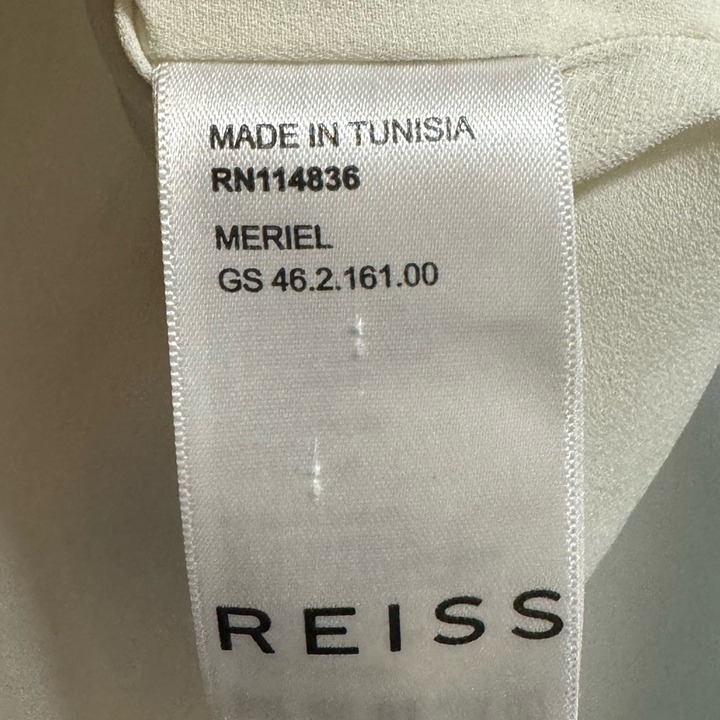 MADE IN TUNISIA
RN114836
MERIEL
GS 46.2.161.00
REISS